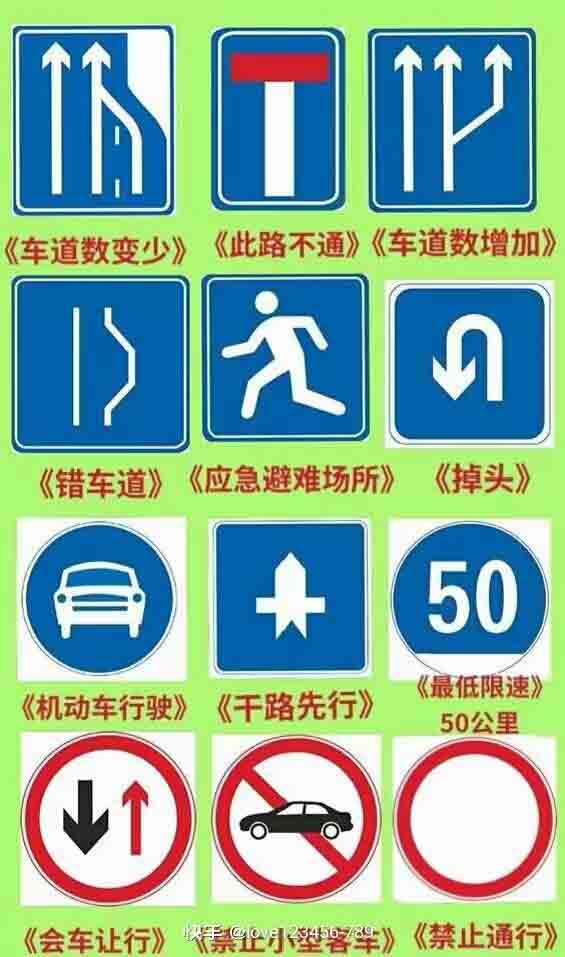 《车道数变少》
《此路不通》
《车道数增加》
《错车道》
《应急避难场所》
《掉头》
50
《机动车行驶》
《干路先行》
《最低限速》
50公里
《会车让行》
《禁止小型客车》
《禁止通行》
快手 @love_23456-789